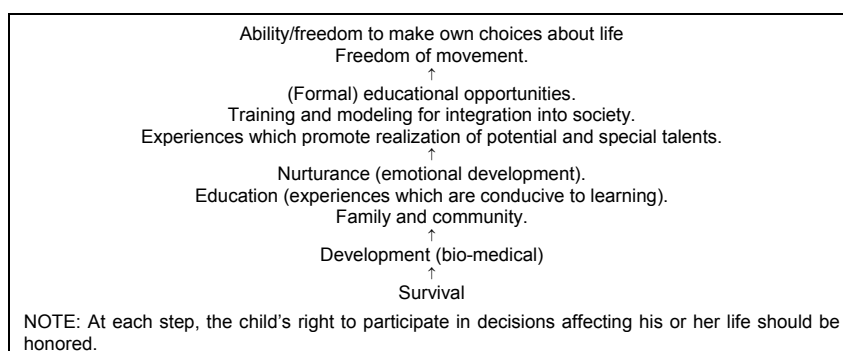 Ability/freedom to make own choices about life
Freedom of movement.
↑
(Formal) educational opportunities.
Training and modeling for integration into society.
Experiences which promote realization of potential and special talents.
↑
Nurturance (emotional development).
Education (experiences which are conducive to learning).
Family and community.
↑
Development (bio-medical)
↑
Survival
NOTE: At each step, the child’s right to participate in decisions affecting his or her life should be
honored.